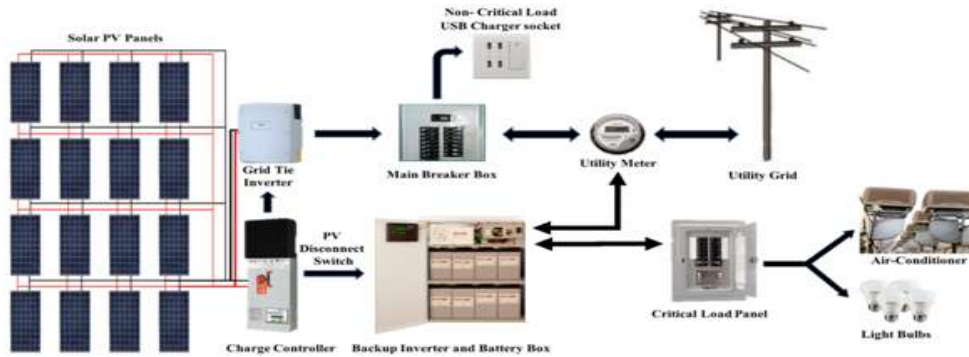 Non- Critical Load
USB Charger socket
Solar PV Panels
Grid Tie
Inverter
Main Breaker Box
Utility Meter
Utility Grid
PV
Disconnect
Switch
Air-Conditioner
Charge Controller
Backup Inverter and Battery Box
Critical Load Panel
Light Bulbs